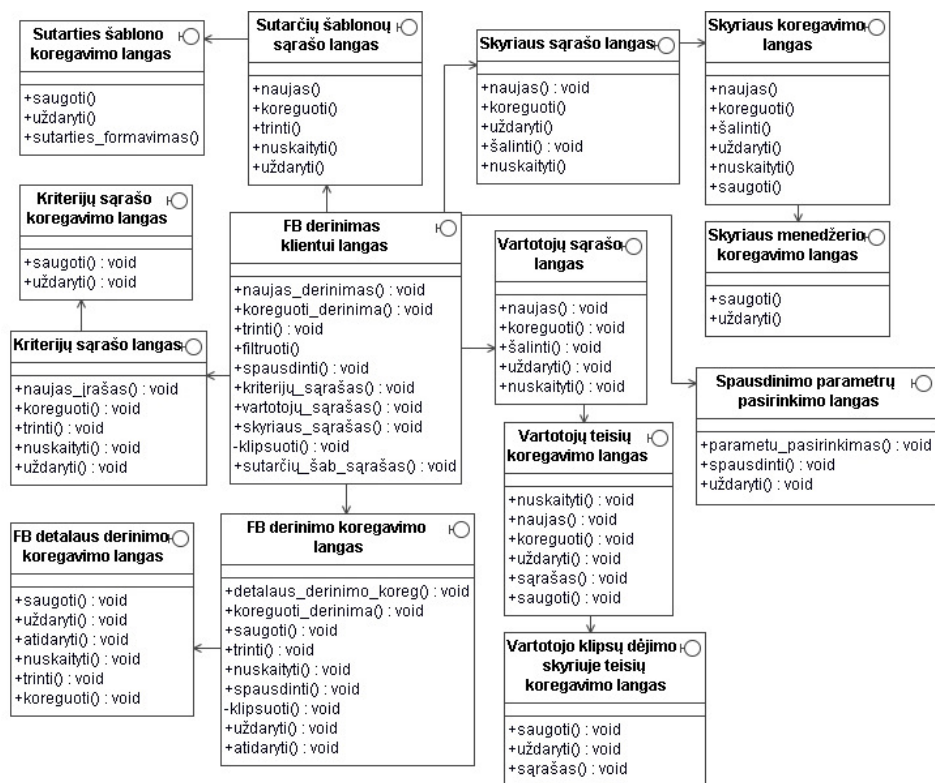 Sutarties šablono
koregavimo langas
+saugoti()
+uždaryti()
+sutarties_formavimas()
Sutarčių šablonoų
sąrašo langas
+naujas()
+koreguoti()
+trinti()
+nuskaityti()
+uždaryti()
Skyriaus sąrašo langas
+naujas() : void
+koreguoti()
+uždaryti()
+šalinti() : void
+nuskaityti()
Skyriaus koregavimo
langas
+naujas()
+koreguoti()
+šalinti()
+uždaryti()
+nuskaityti()
+saugoti()
Kriterijų sąrašo
koregavimo langas
+saugoti() : void
+uždaryti() : void
FB derinimas
klientui langas
+naujas_derinimas() : void
+koreguoti_derinima() : void
+trinti() : void
+filtruoti()
+spausdinti() : void
+kriterijų_sąrašas() : void
+vartotojų_sąrašas() : void
+skyriaus_sąrašas() : void
-klipsuoti() : void
+sutarčių_šab_sąrašas() : void
Vartotojų sąrašo
langas
+naujas() : void
+koreguoti() : void
+šalinti() : void
+uždaryti() : void
+nuskaityti() : void
Skyriaus menedžerio
koregavimo langas
+saugoti()
+uždaryti()
Kriterijų sąrašo langas
+naujas_įrašas() : void
+koreguoti() : void
+trinti() : void
+nuskaityti() : void
+uždaryti() : void
Spausdinimo parametrų
pasirinkimo langas
+parametu_pasirinkimas() : void
+spausdinti() : void
+uždaryti() : void
Vartotojų teisių
koregavimo langas
+nuskaityti() : void
+naujas() : void
+koreguoti() : void
+uždaryti() : void
+sąrašas() : void
+saugoti() : void
FB detalaus derinimo
koregavimo langas
+saugoti() : void
+uždaryti() : void
+atidaryti() : void
+nuskaityti() : void
+trinti() : void
+koreguoti() : void
FB derinimo koregavimo
langas
+detalaus_derinimo_koreg() : void
+koreguoti_derinima() : void
+saugoti() : void
+trinti() : void
+nuskaityti() : void
+spausdinti() : void
-klipsuoti() : void
+uždaryti() : void
+atidaryti() : void
Vartotojo klipsų dėjimo
skyriuje teisių
koregavimo langas
+saugoti() : void
+uždaryti() : void
+sąrašas() : void